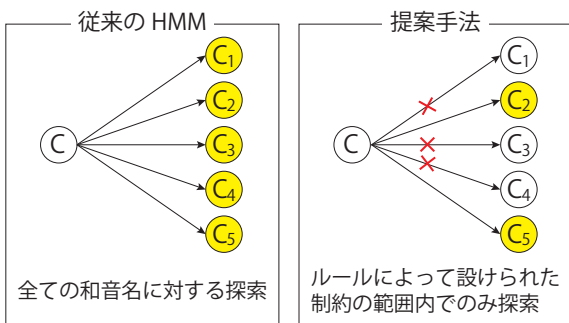 従来の HMM
C
C1
C2
C3
C4
C5
全ての和音名に対する探索
提案手法
C
C1
C2
C3
C4
C5
ルールによって設けられた
制約の範囲内でのみ探索